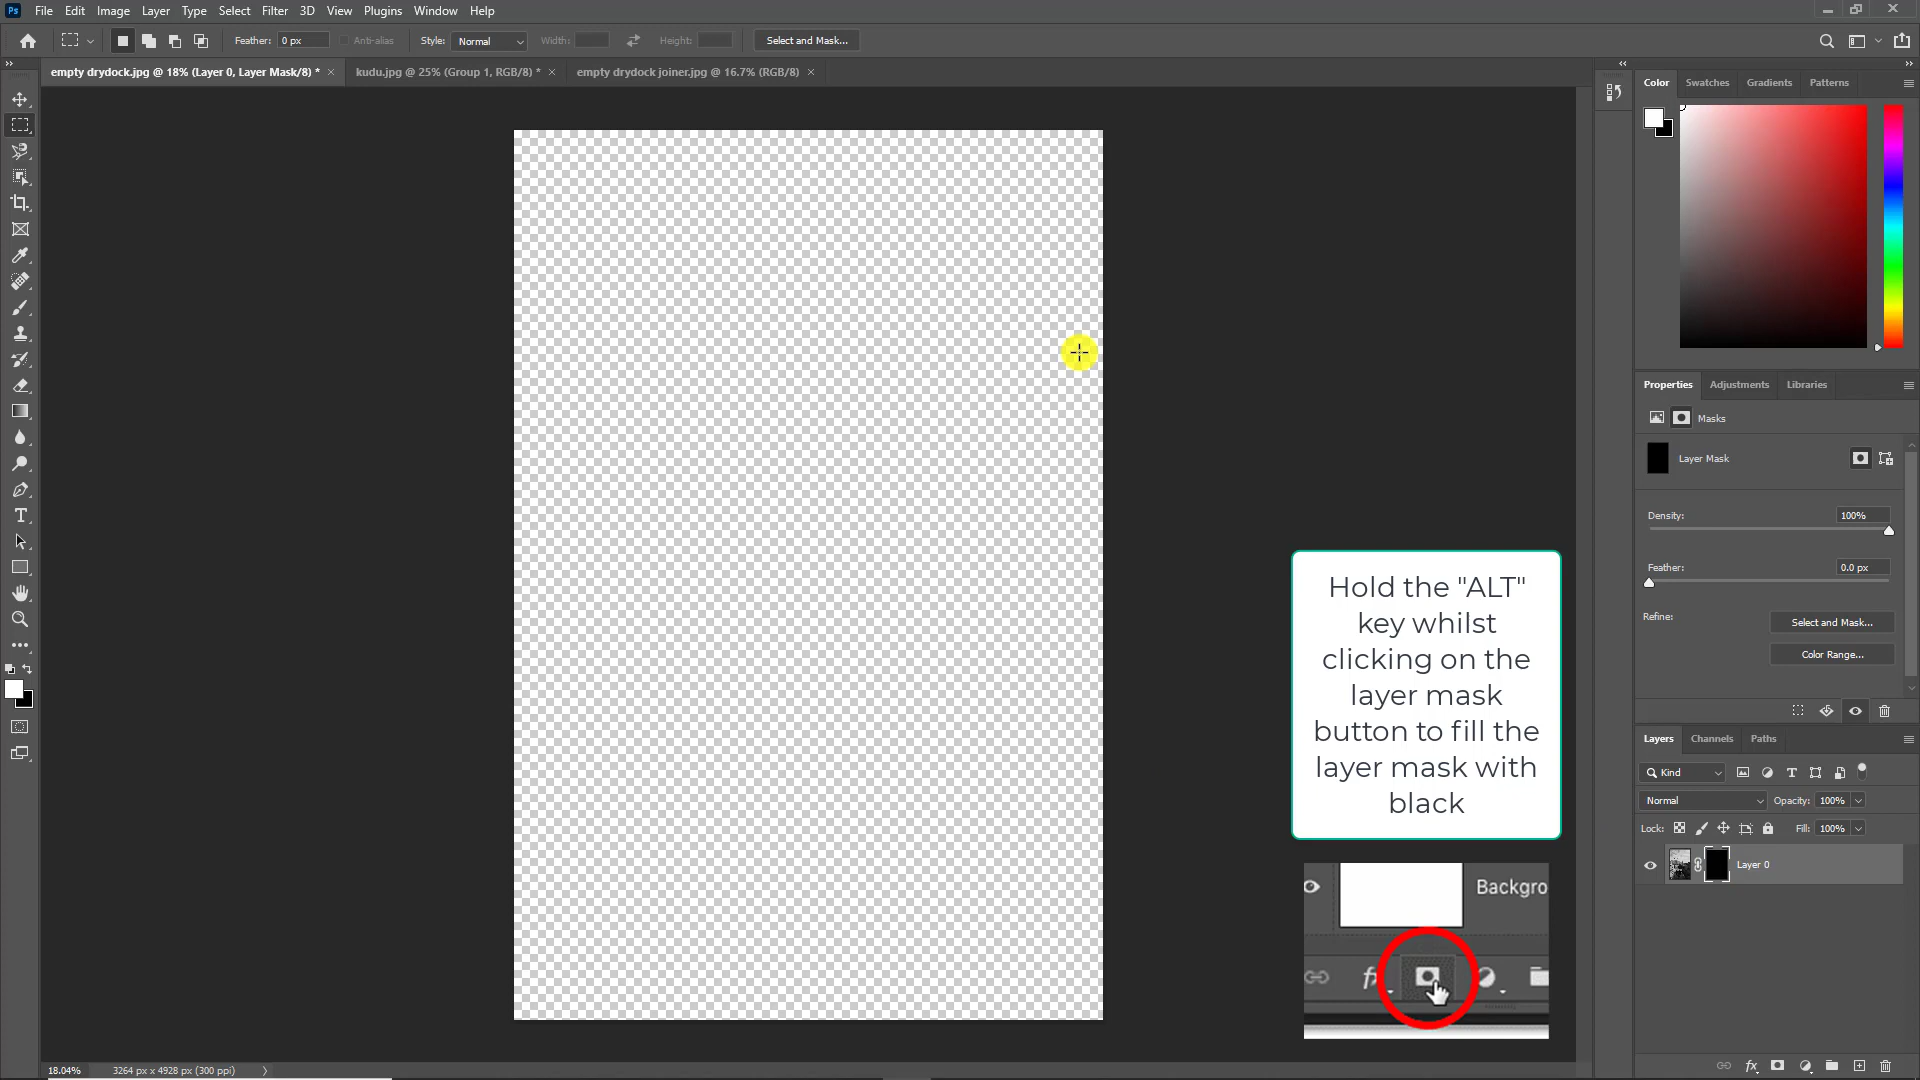 Ps File Edit Image Layer Type Select Filter 3D View Plugins Window Help
Feather: 0 px Anti-alias Style: Normal Width: Height: Select and Mask...
empty drydock.jpg @ 18% (Layer 0, Layer Mask/8) * × kudu.jpg @ 25% (Group 1, RGB/8) * × empty drydock joiner.jpg @ 16.7% (RGB/8) ×
Color Swatches Gradients Patterns
Properties Adjustments Libraries
Masks
Layer Mask
Density: 100%
Feather: 0.0 px
Refine: Select and Mask...
Color Range...
Hold the "ALT"
key whilst
clicking on the
layer mask
button to fill the
layer mask with
black
Layers Channels Paths
Kind
Normal Opacity: 100%
Lock: Fill: 100%
Layer 0
Backgro
fx
fx
18.04% 3264 px x 4928 px (300 ppi)